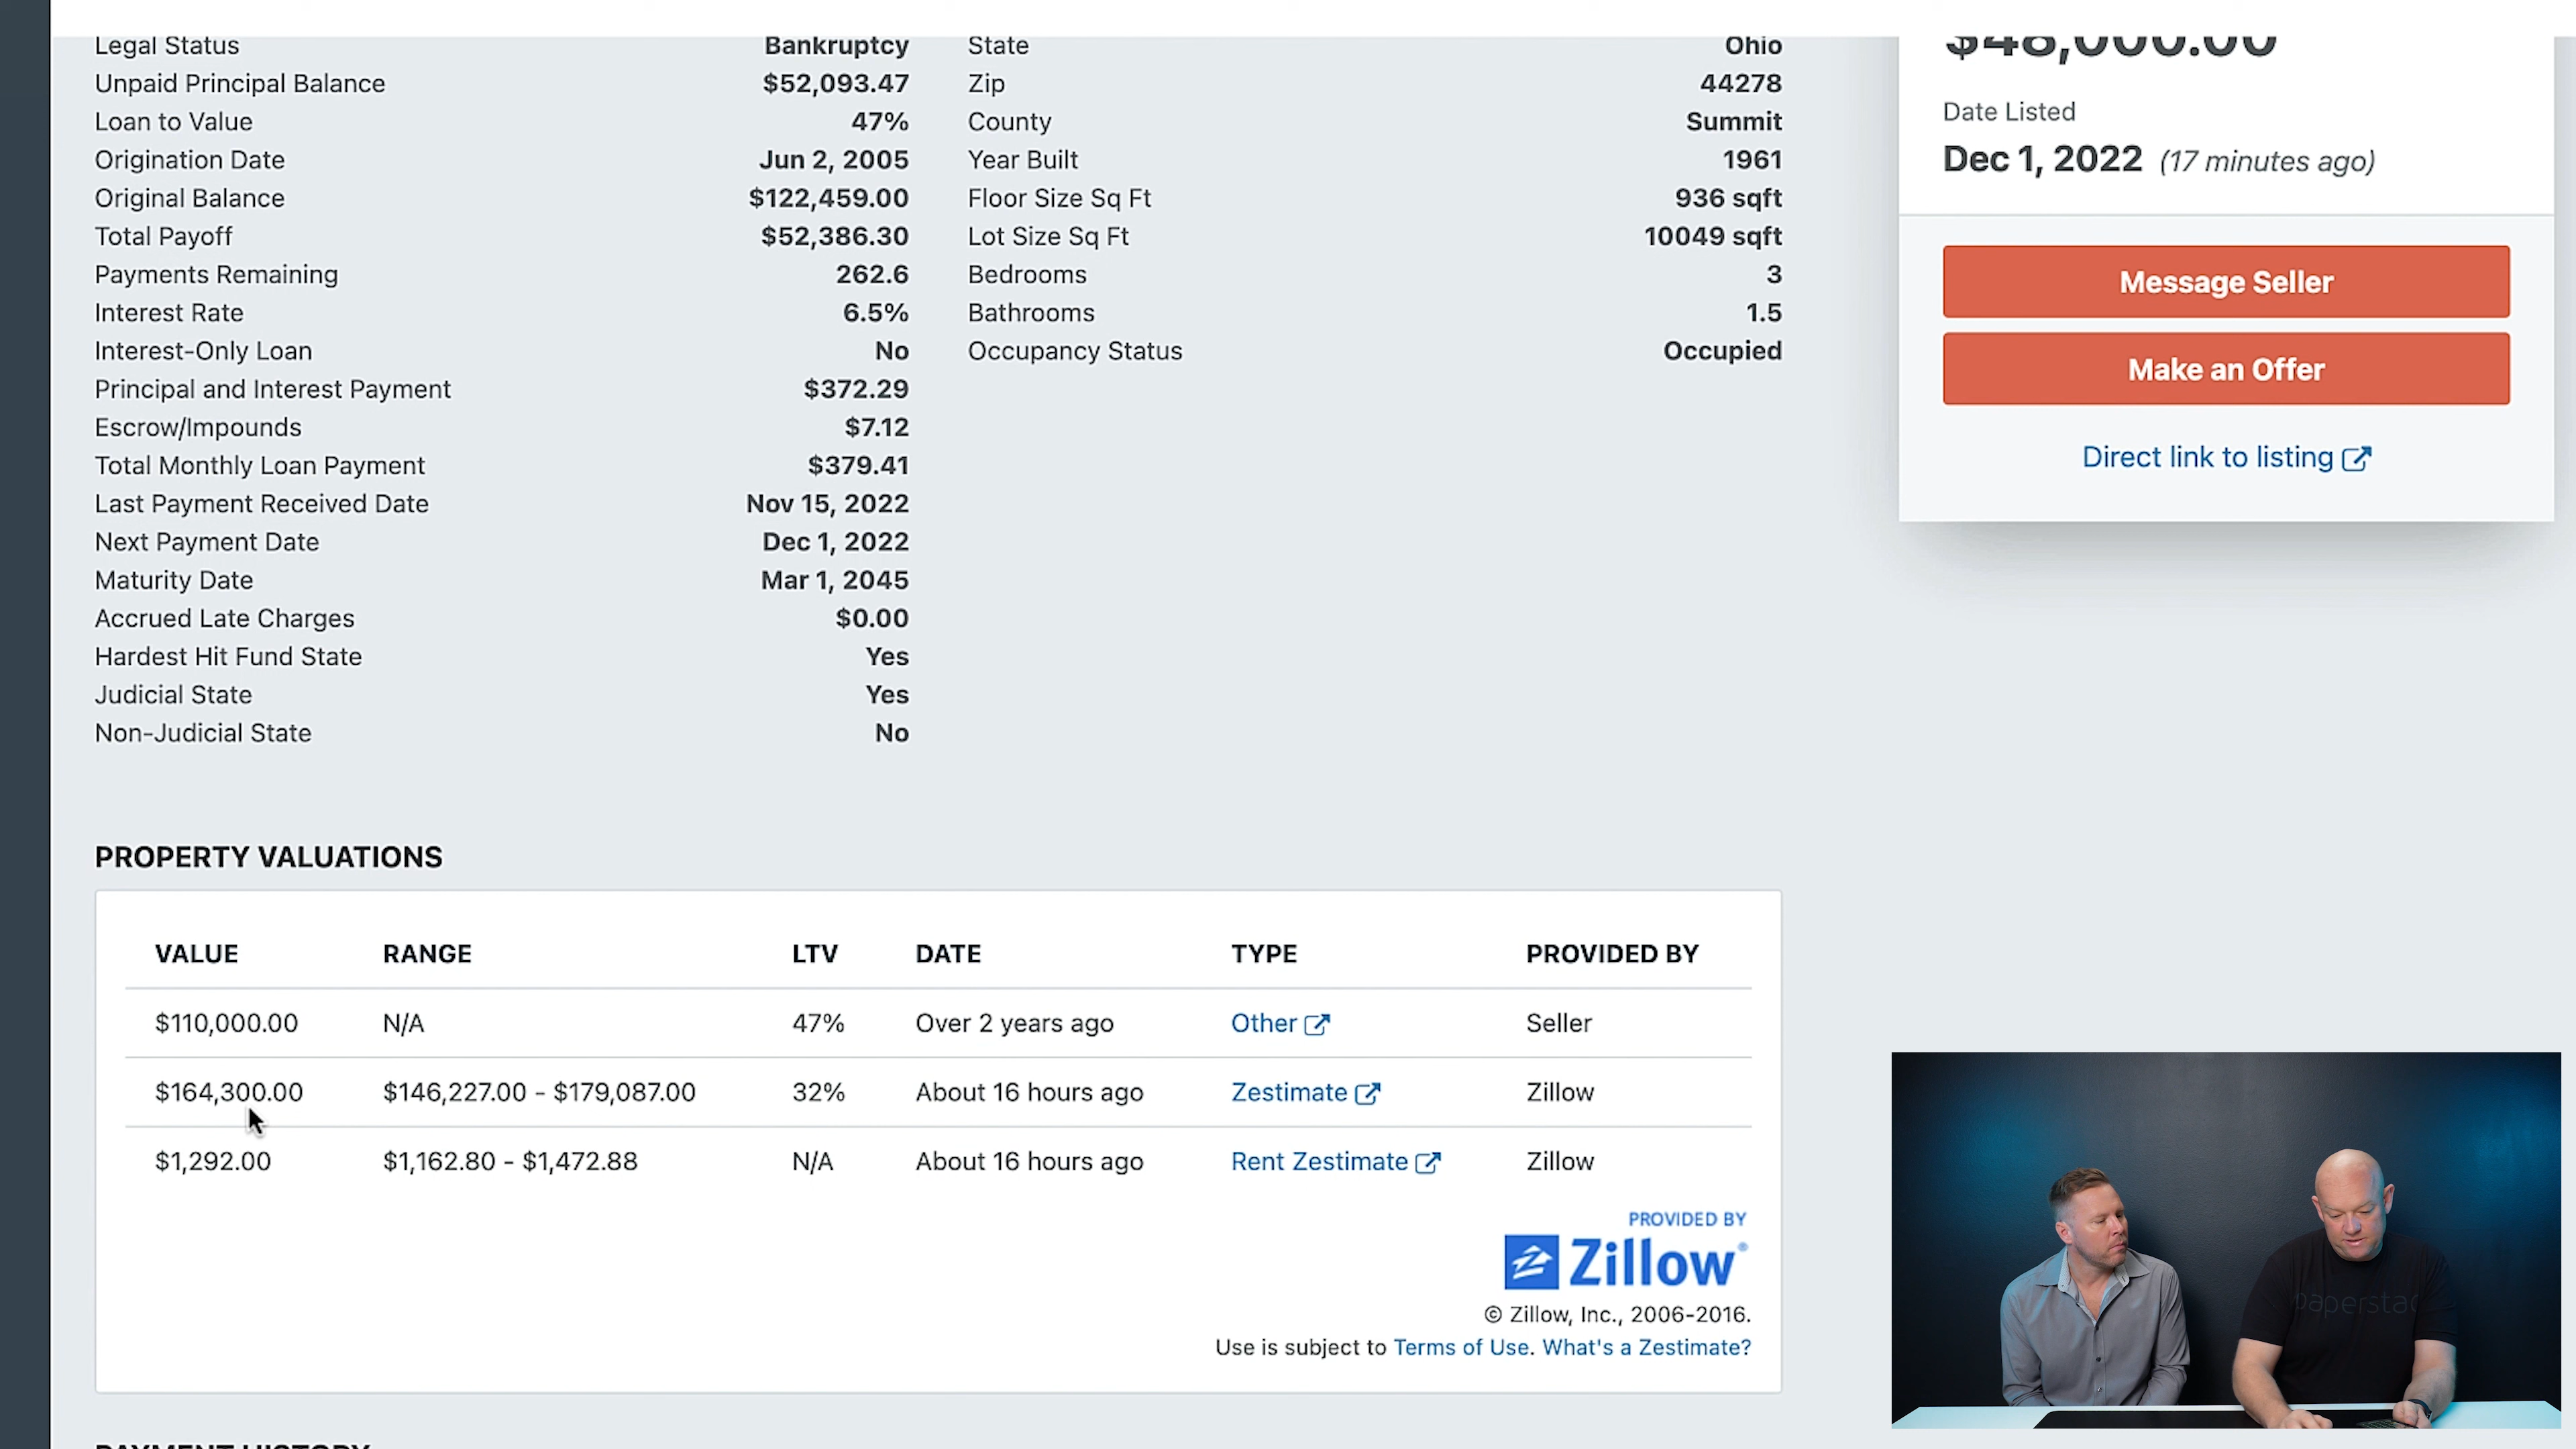 Legal Status Bankruptcy
Unpaid Principal Balance $52,093.47
Loan to Value 47%
Origination Date Jun 2, 2005
Original Balance $122,459.00
Total Payoff $52,386.30
Payments Remaining 262.6
Interest Rate 6.5%
Interest-Only Loan No
Principal and Interest Payment $372.29
Escrow/Impounds $7.12
Total Monthly Loan Payment $379.41
Last Payment Received Date Nov 15, 2022
Next Payment Date Dec 1, 2022
Maturity Date Mar 1, 2045
Accrued Late Charges $0.00
Hardest Hit Fund State Yes
Judicial State Yes
Non-Judicial State No
State Ohio
Zip 44278
County Summit
Year Built 1961
Floor Size Sq Ft 936 sqft
Lot Size Sq Ft 10049 sqft
Bedrooms 3
Bathrooms 1.5
Occupancy Status Occupied
$48,000.00
Date Listed
Dec 1, 2022 (17 minutes ago)
Message Seller
Make an Offer
Direct link to listing
PROPERTY VALUATIONS
VALUE RANGE LTV DATE TYPE PROVIDED BY
$110,000.00 N/A 47% Over 2 years ago Other Seller
$164,300.00 $146,227.00 - $179,087.00 32% About 16 hours ago Zestimate Zillow
$1,292.00 $1,162.80 - $1,472.88 N/A About 16 hours ago Rent Zestimate Zillow
PROVIDED BY
Zillow®
© Zillow, Inc., 2006-2016.
Use is subject to Terms of Use. What's a Zestimate?
PAYMENT HISTORY
paperstac